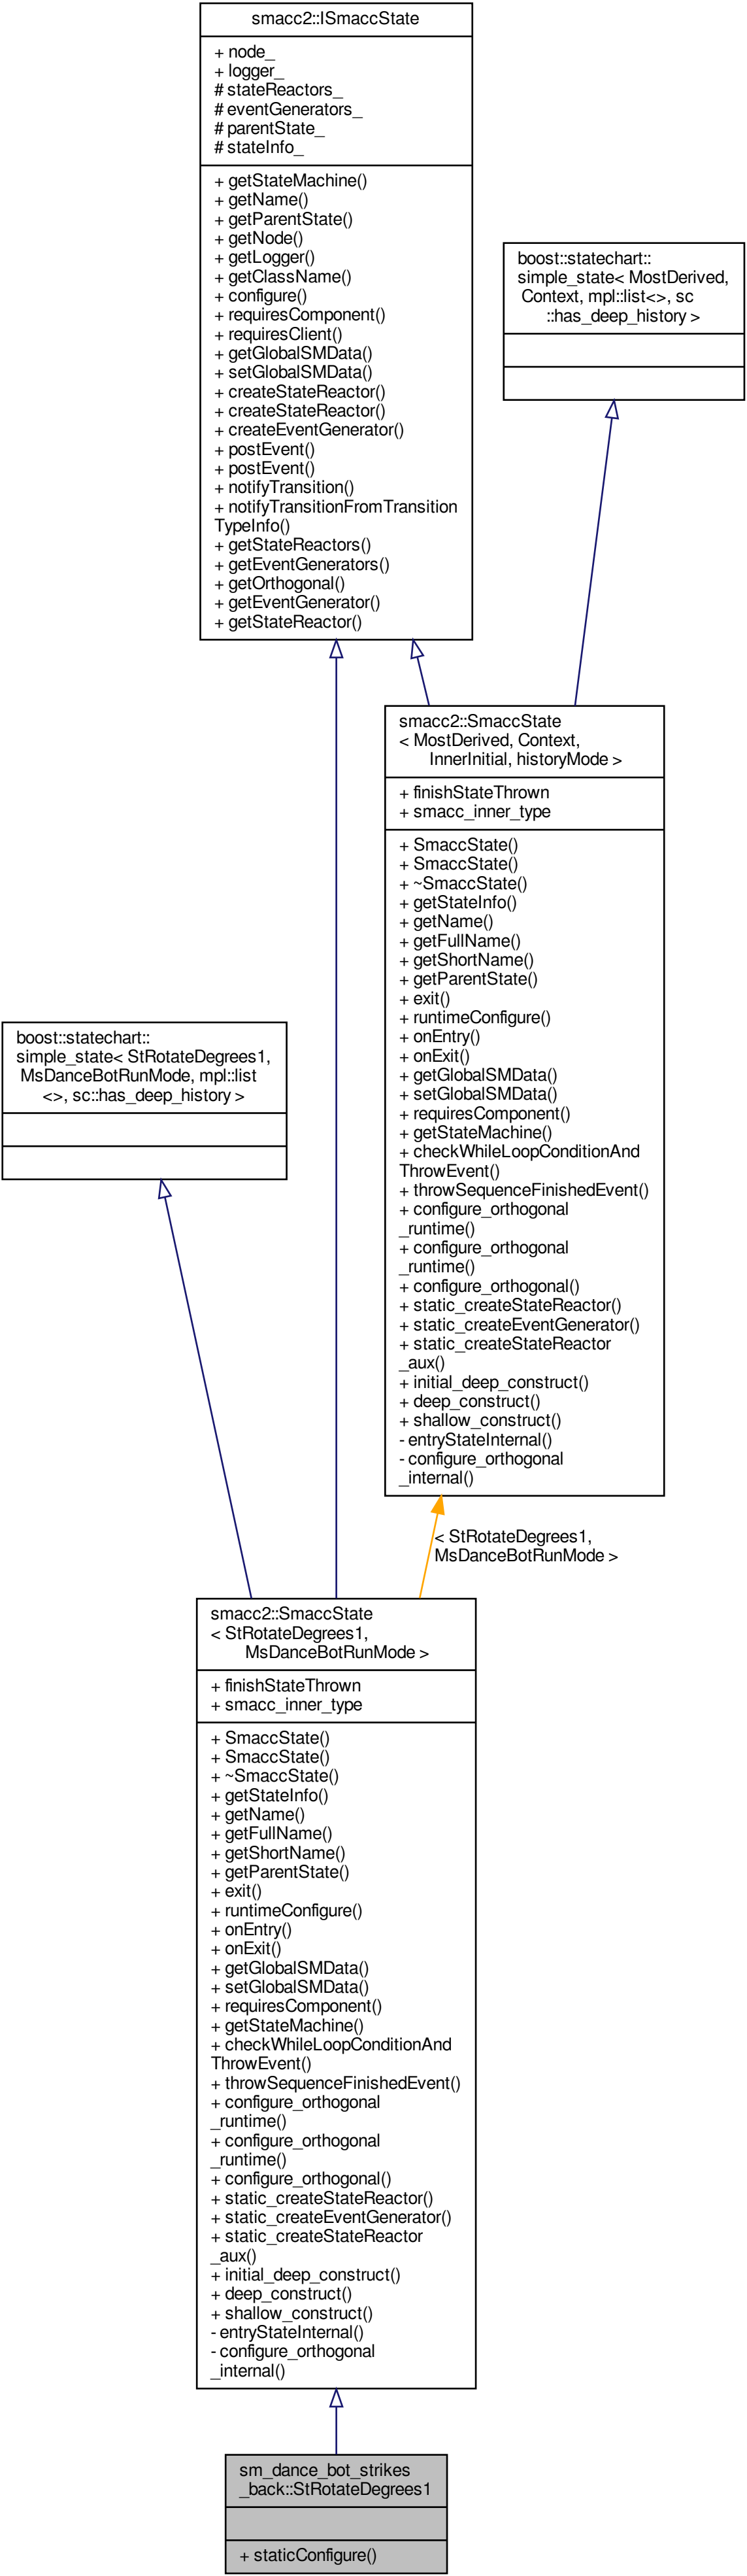 smacc2::ISmaccState
+ node_
+ logger_
# stateReactors_
# eventGenerators_
# parentState_
# stateInfo_
+ getStateMachine()
+ getName()
+ getParentState()
+ getNode()
+ getLogger()
+ getClassName()
+ configure()
+ requiresComponent()
+ requiresClient()
+ getGlobalSMData()
+ setGlobalSMData()
+ createStateReactor()
+ createStateReactor()
+ createEventGenerator()
+ postEvent()
+ postEvent()
+ notifyTransition()
+ notifyTransitionFromTransition
TypeInfo()
+ getStateReactors()
+ getEventGenerators()
+ getOrthogonal()
+ getEventGenerator()
+ getStateReactor()
boost::statechart::
simple_state< MostDerived,
Context, mpl::list<>, sc
::has_deep_history >
smacc2::SmaccState
< MostDerived, Context,
InnerInitial, historyMode >
+ finishStateThrown
+ smacc_inner_type
+ SmaccState()
+ SmaccState()
+ ~SmaccState()
+ getStateInfo()
+ getName()
+ getFullName()
+ getShortName()
+ getParentState()
+ exit()
+ runtimeConfigure()
+ onEntry()
+ onExit()
+ getGlobalSMData()
+ setGlobalSMData()
+ requiresComponent()
+ getStateMachine()
+ checkWhileLoopConditionAnd
ThrowEvent()
+ throwSequenceFinishedEvent()
+ configure_orthogonal
_runtime()
+ configure_orthogonal
_runtime()
+ configure_orthogonal()
+ static_createStateReactor()
+ static_createEventGenerator()
+ static_createStateReactor
_aux()
+ initial_deep_construct()
+ deep_construct()
+ shallow_construct()
- entryStateInternal()
- configure_orthogonal
_internal()
boost::statechart::
simple_state< StRotateDegrees1,
MsDanceBotRunMode, mpl::list
<>, sc::has_deep_history >
< StRotateDegrees1,
MsDanceBotRunMode >
smacc2::SmaccState
< StRotateDegrees1,
MsDanceBotRunMode >
+ finishStateThrown
+ smacc_inner_type
+ SmaccState()
+ SmaccState()
+ ~SmaccState()
+ getStateInfo()
+ getName()
+ getFullName()
+ getShortName()
+ getParentState()
+ exit()
+ runtimeConfigure()
+ onEntry()
+ onExit()
+ getGlobalSMData()
+ setGlobalSMData()
+ requiresComponent()
+ getStateMachine()
+ checkWhileLoopConditionAnd
ThrowEvent()
+ throwSequenceFinishedEvent()
+ configure_orthogonal
_runtime()
+ configure_orthogonal
_runtime()
+ configure_orthogonal()
+ static_createStateReactor()
+ static_createEventGenerator()
+ static_createStateReactor
_aux()
+ initial_deep_construct()
+ deep_construct()
+ shallow_construct()
- entryStateInternal()
- configure_orthogonal
_internal()
sm_dance_bot_strikes
_back::StRotateDegrees1
+ staticConfigure()